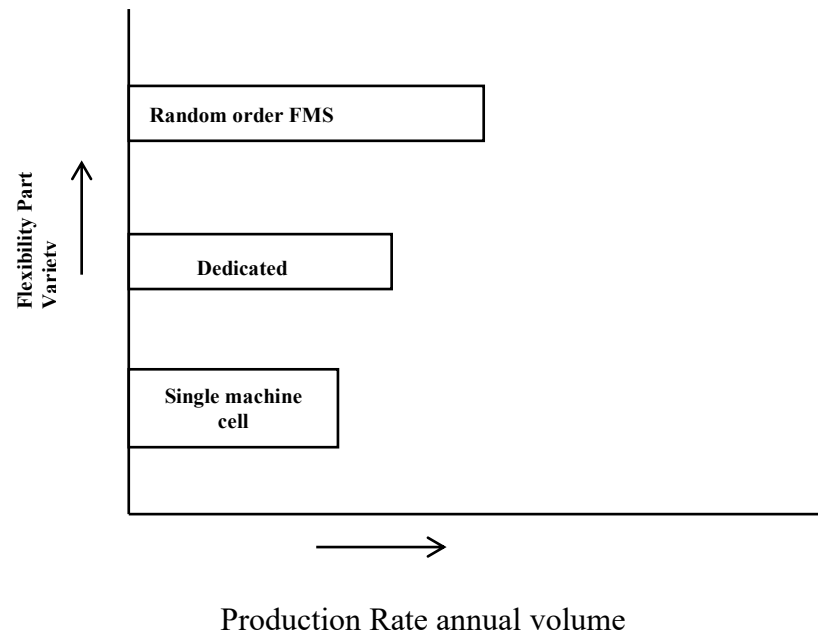 Random order FMS
Flexibility Part
Variety
Dedicated
Single machine
cell
Production Rate annual volume